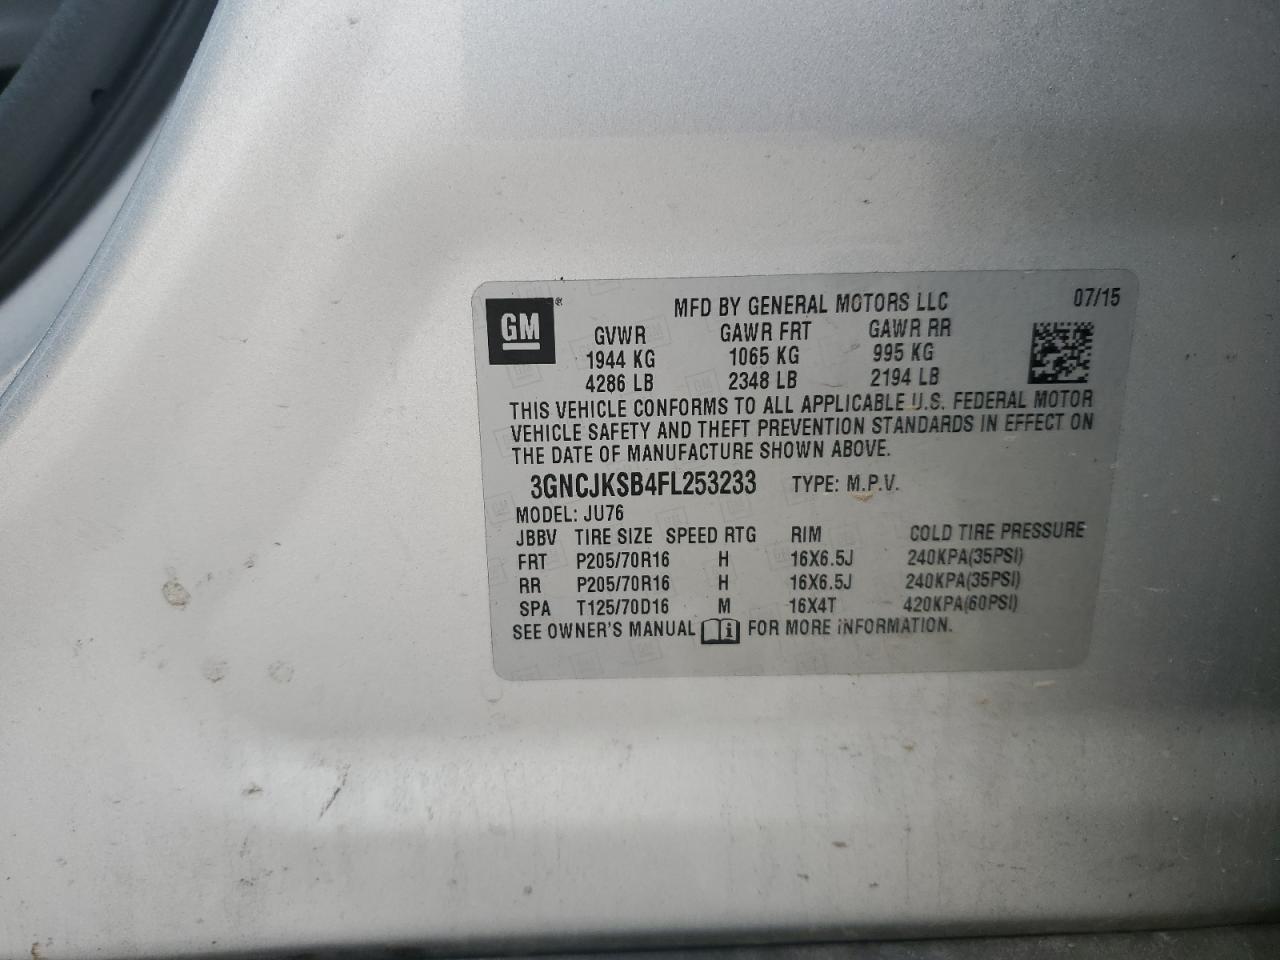 GM ® MFD BY GENERAL MOTORS LLC 07/15
GVWR GAWR FRT GAWR RR
1944 KG 1065 KG 995 KG
4286 LB 2348 LB 2194 LB
THIS VEHICLE CONFORMS TO ALL APPLICABLE U.S. FEDERAL MOTOR
VEHICLE SAFETY AND THEFT PREVENTION STANDARDS IN EFFECT ON
THE DATE OF MANUFACTURE SHOWN ABOVE.
3GNCJKSB4FL253233 TYPE: M.P.V.
MODEL: JU76
JBBV TIRE SIZE SPEED RTG RIM COLD TIRE PRESSURE
FRT P205/70R16 H 16X6.5J 240KPA(35PSI)
RR P205/70R16 H 16X6.5J 240KPA(35PSI)
SPA T125/70D16 M 16X4T 420KPA(60PSI)
SEE OWNER'S MANUAL i FOR MORE INFORMATION.